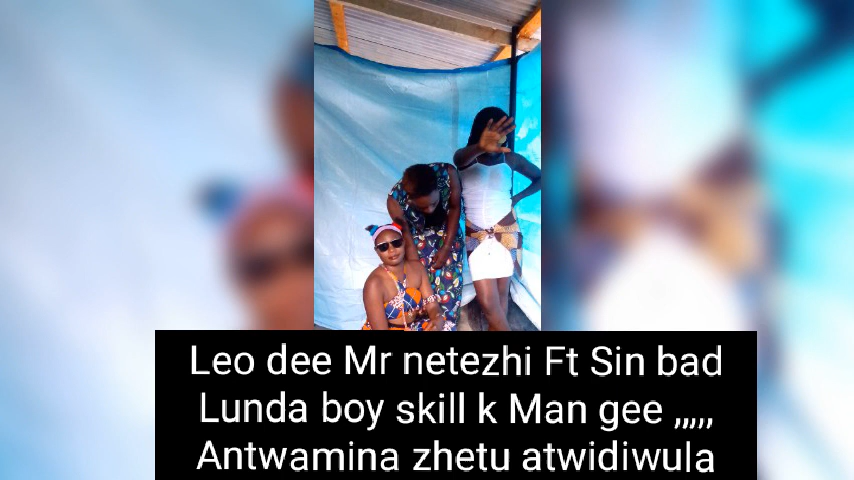 Leo dee Mr netezhi Ft Sin bad
Lunda boy skill k Man gee ,,,,,
Antwamina zhetu atwidiwula